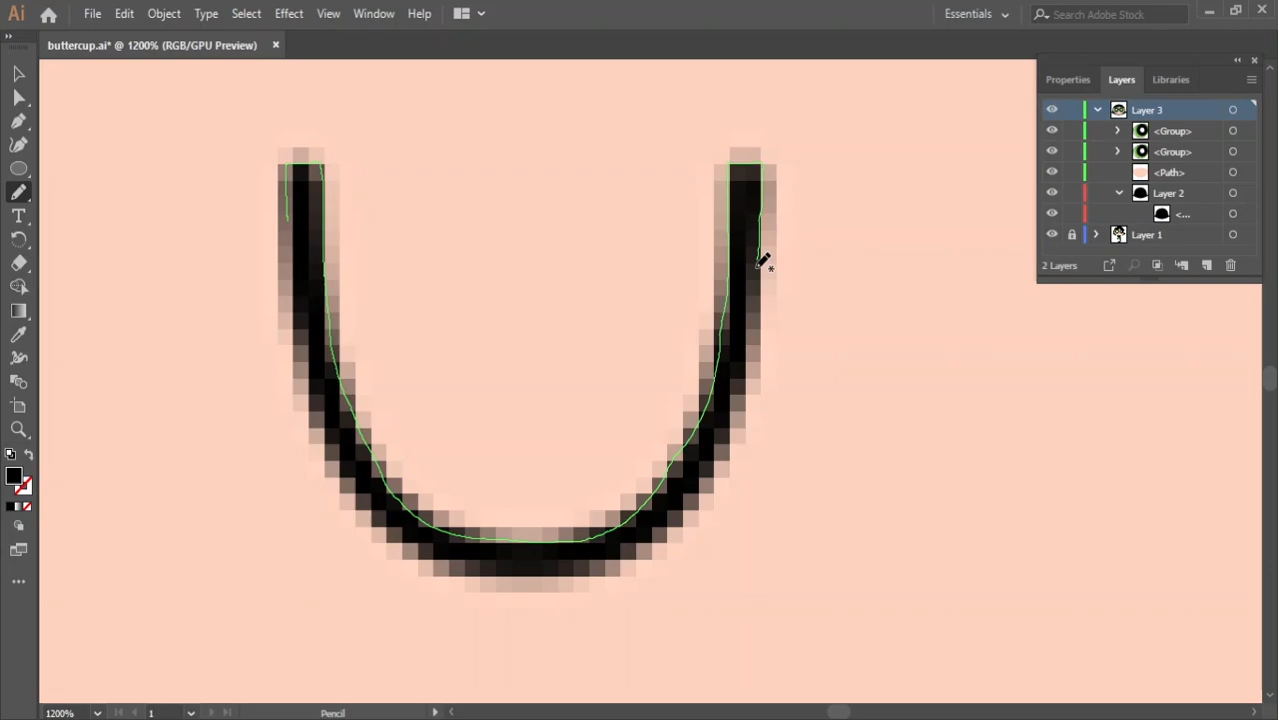 Ai File Edit Object Type Select Effect View Window Help Essentials Search Adobe Stock
buttercup.ai* @ 1200% (RGB/GPU Preview) ×
Properties Layers Libraries
Layer 3
<Group>
<Group>
<Path>
Layer 2
<...
Layer 1
2 Layers
1200% 1 Pencil